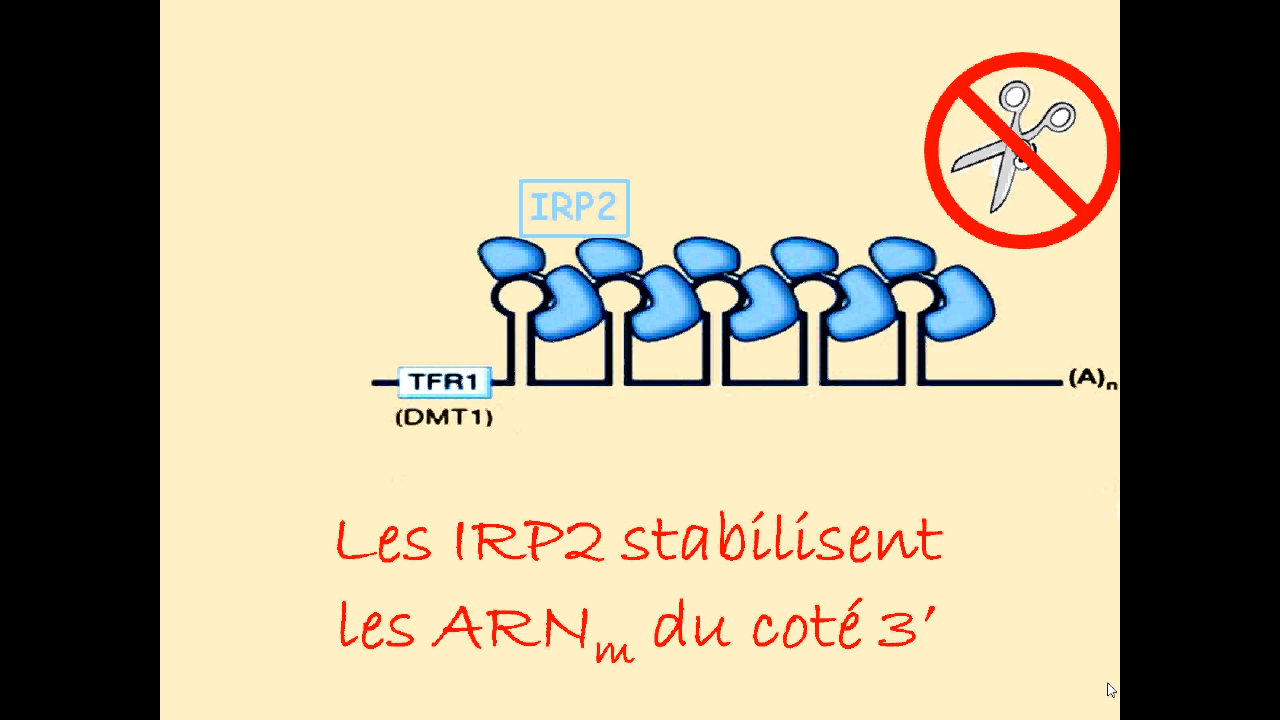 IRP2
TFR1
(A)n
(DMT1)
Les IRP2 stabilisent
les ARNm du coté 3'